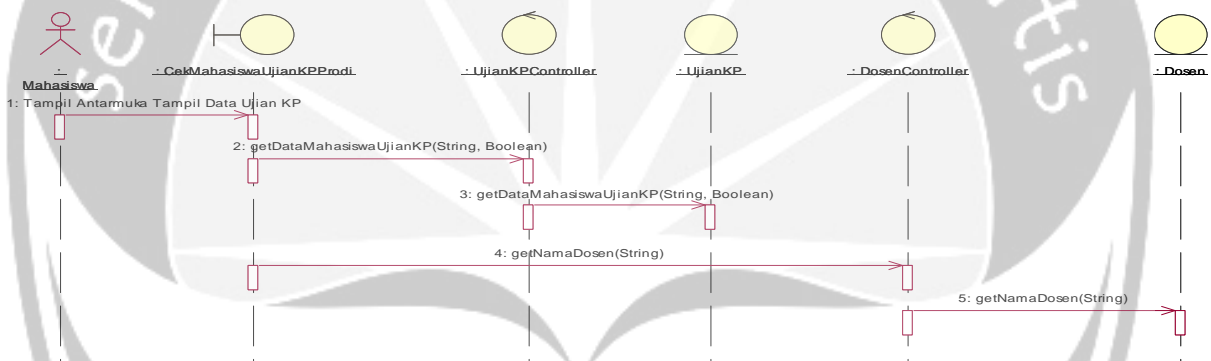 :
Mahasiswa
: CekMahasiswaUjianKPProdi
: UjianKPController
: UjianKP
: DosenController
: Dosen
1: Tampil Antarmuka Tampil Data Ujian KP
2: getDataMahasiswaUjianKP(String, Boolean)
3: getDataMahasiswaUjianKP(String, Boolean)
4: getNamaDosen(String)
5: getNamaDosen(String)